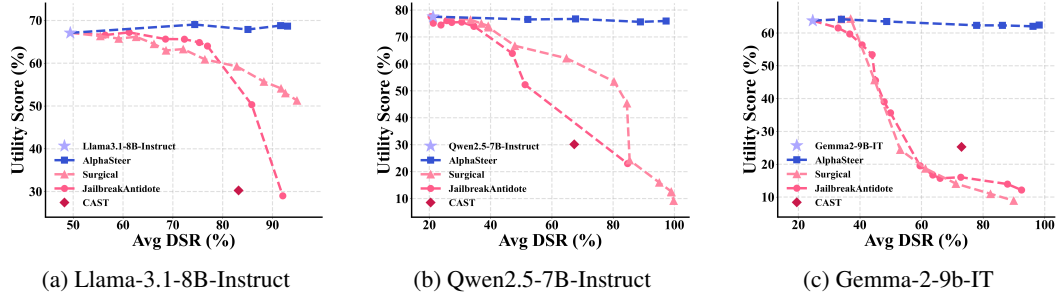 Utility Score (%)
70
60
50
40
30
50
60
70
80
90
Avg DSR (%)
Llama3.1-8B-Instruct
AlphaSteer
Surgical
JailbreakAntidote
CAST
(a) Llama-3.1-8B-Instruct
Utility Score (%)
80
70
60
50
40
30
20
10
20
40
60
80
100
Avg DSR (%)
Qwen2.5-7B-Instruct
AlphaSteer
Surgical
JailbreakAntidote
CAST
(b) Qwen2.5-7B-Instruct
Utility Score (%)
60
50
40
30
20
10
20
40
60
80
100
Avg DSR (%)
Gemma2-9B-IT
AlphaSteer
Surgical
JailbreakAntidote
CAST
(c) Gemma-2-9b-IT